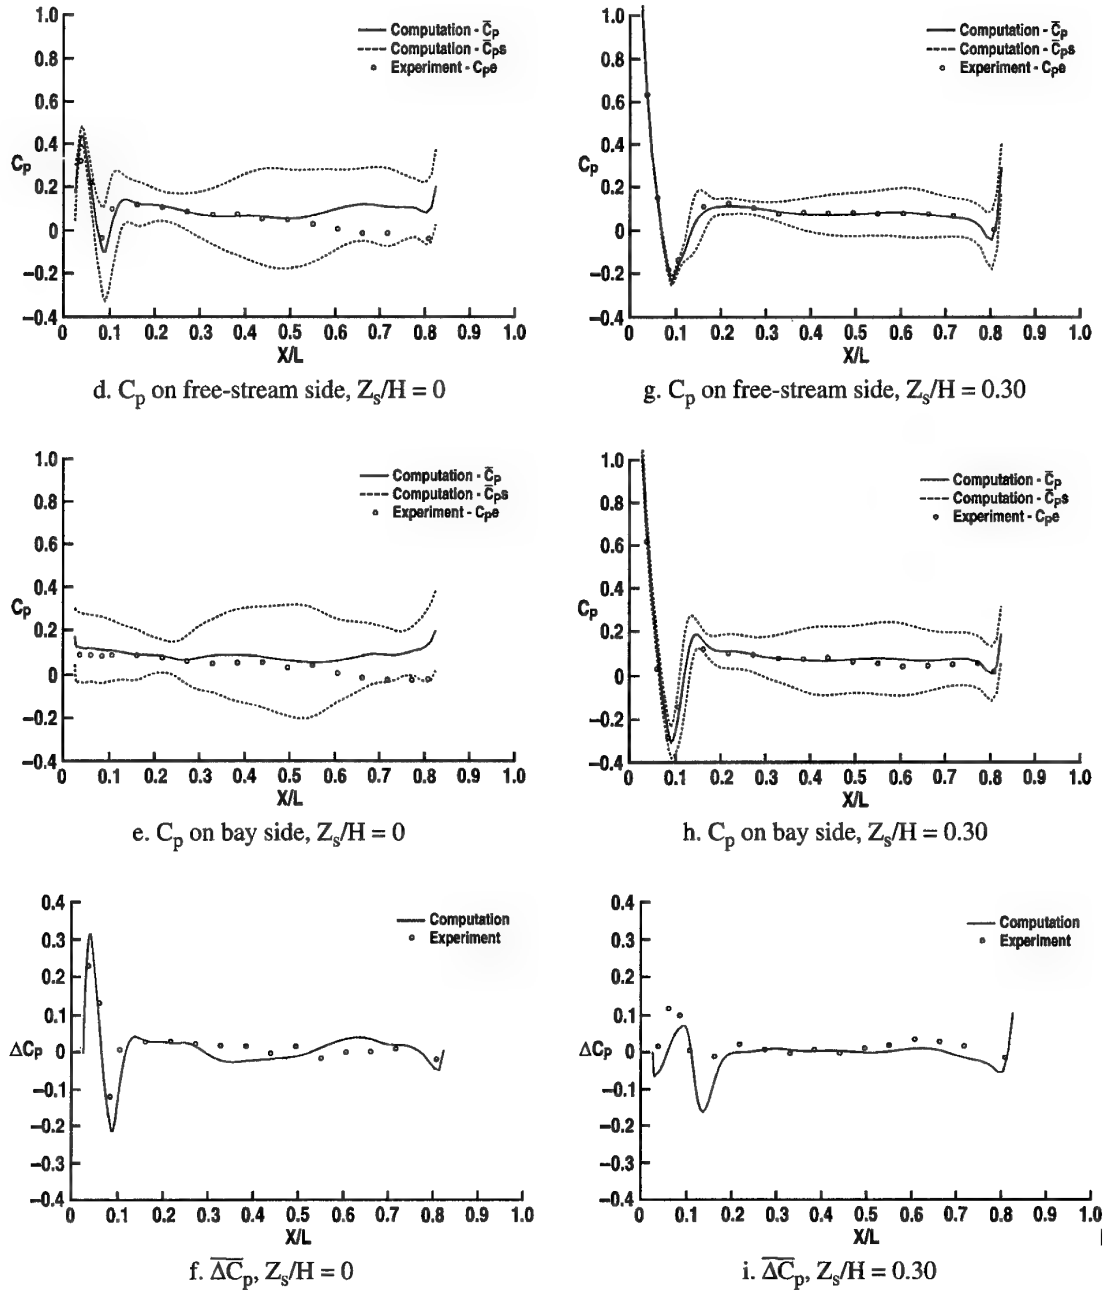 1.0
0.8
0.6
0.4
Cp
0.2
0
−0.2
−0.4
0 0.1 0.2 0.3 0.4 0.5 0.6 0.7 0.8 1.0
X/L
Computation - C̅p
Computation - C̅ps
Experiment - Cpe
d. Cp on free-stream side, Zs/H = 0
1.0
0.8
0.6
0.4
Cp
0.2
0
−0.2
−0.4
0 0.1 0.2 0.3 0.4 0.5 0.6 0.7 0.8 1.0
X/L
Computation - C̅p
Computation - C̅ps
Experiment - Cpe
g. Cp on free-stream side, Zs/H = 0.30
1.0
0.8
0.6
0.4
Cp
0.2
0
−0.2
−0.4
0 0.1 0.2 0.3 0.4 0.5 0.6 0.7 0.8 1.0
X/L
Computation - C̅p
Computation - C̅ps
Experiment - Cpe
e. Cp on bay side, Zs/H = 0
1.0
0.8
0.6
0.4
Cp
0.2
0
−0.2
−0.4
0 0.1 0.2 0.3 0.4 0.5 0.6 0.7 0.8 1.0
X/L
Computation - C̅p
Computation - C̅ps
Experiment - Cpe
h. Cp on bay side, Zs/H = 0.30
0.4
0.3
0.2
0.1
ΔCp 0
−0.1
−0.2
−0.3
−0.4
0 0.1 0.2 0.3 0.4 0.5 0.6 0.7 0.8 1.0
X/L
Computation
Experiment
f. Δ̅C̅p, Zs/H = 0
0.4
0.3
0.2
0.1
ΔCp 0
−0.1
−0.2
−0.3
−0.4
0 0.1 0.2 0.3 0.4 0.5 0.6 0.7 0.8 1.0
X/L
Computation
Experiment
i. Δ̅C̅p, Zs/H = 0.30